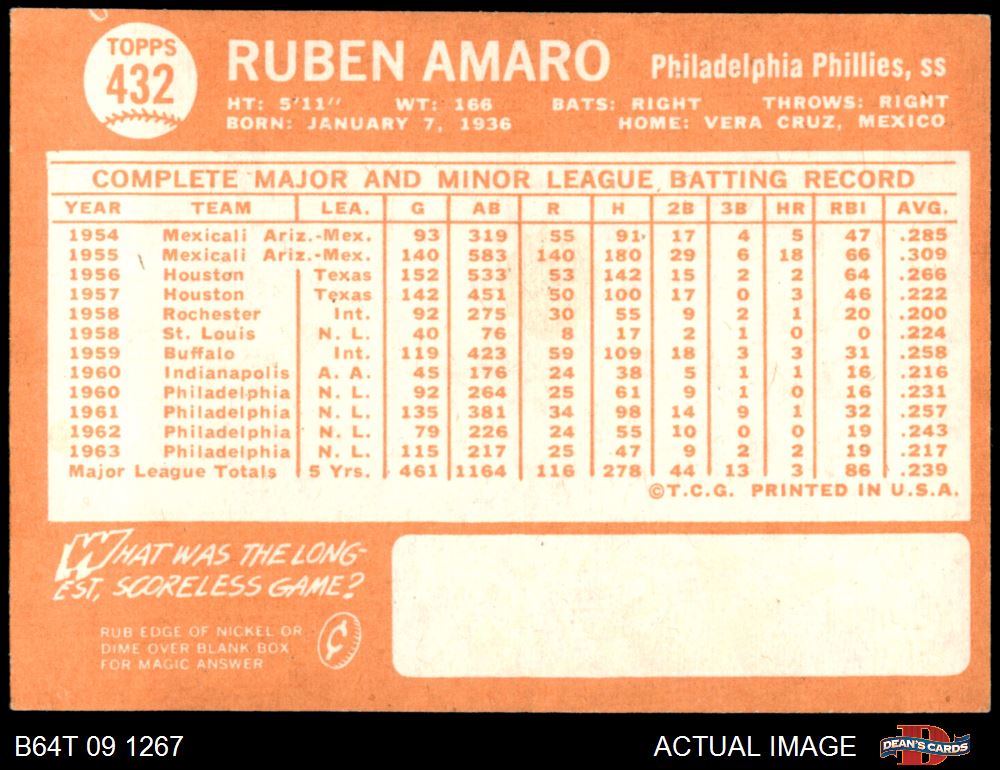 TOPPS
432
RUBEN AMARO Philadelphia Phillies, ss
HT: 5'11" WT: 166 BATS: RIGHT THROWS: RIGHT
BORN: JANUARY 7, 1936 HOME: VERA CRUZ, MEXICO
COMPLETE MAJOR AND MINOR LEAGUE BATTING RECORD
YEAR TEAM LEA. G AB R H 2B 3B HR RBI AVG.
1954 Mexicali Ariz.-Mex. 93 319 55 91 17 4 5 47 .285
1955 Mexicali Ariz.-Mex. 140 583 140 180 29 6 18 66 .309
1956 Houston Texas 152 533 53 142 15 2 2 64 .266
1957 Houston Texas 142 451 50 100 17 0 3 46 .222
1958 Rochester Int. 92 275 30 55 9 2 1 20 .200
1958 St. Louis N. L. 40 76 8 17 2 1 0 0 .224
1959 Buffalo Int. 119 423 59 109 18 3 3 31 .258
1960 Indianapolis A. A. 45 176 24 38 5 1 1 16 .216
1960 Philadelphia N. L. 92 264 25 61 9 1 0 16 .231
1961 Philadelphia N. L. 135 381 34 98 14 9 1 32 .257
1962 Philadelphia N. L. 79 226 24 55 10 0 0 19 .243
1963 Philadelphia N. L. 115 217 25 47 9 2 2 19 .217
Major League Totals 5 Yrs. 461 1164 116 278 44 13 3 86 .239
©T.C.G. PRINTED IN U.S.A.
WHAT WAS THE LONG-
EST, SCORELESS GAME?
RUB EDGE OF NICKEL OR
DIME OVER BLANK BOX
FOR MAGIC ANSWER
B64T 09 1267 ACTUAL IMAGE DEAN'S CARDS